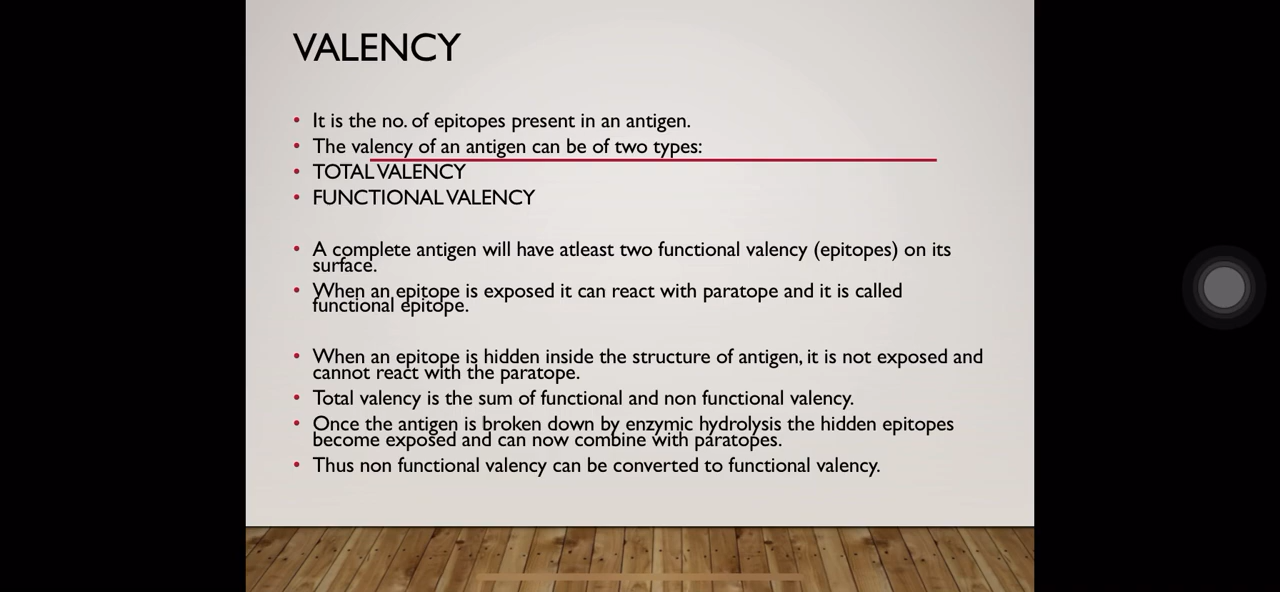 VALENCY
• It is the no. of epitopes present in an antigen.
• The valency of an antigen can be of two types:
• TOTAL VALENCY
• FUNCTIONAL VALENCY
• A complete antigen will have atleast two functional valency (epitopes) on its
surface.
• When an epitope is exposed it can react with paratope and it is called
functional epitope.
• When an epitope is hidden inside the structure of antigen, it is not exposed and
cannot react with the paratope.
• Total valency is the sum of functional and non functional valency.
• Once the antigen is broken down by enzymic hydrolysis the hidden epitopes
become exposed and can now combine with paratopes.
• Thus non functional valency can be converted to functional valency.